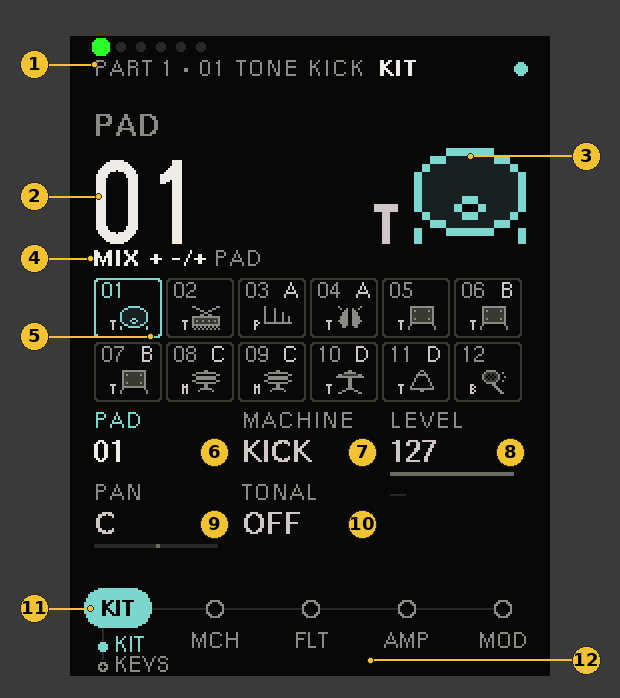 1
PART 1 · 01 TONE KICK KIT
PAD
3
2
01
T
4
MIX + -/+ PAD
01 02 03 A 04 A 05 06 B
T T P T T T
5
07 B 08 C 09 C 10 D 11 D 12
T H H T T B
PAD MACHINE LEVEL
01 6 KICK 7 127 8
PAN TONAL —
C 9 OFF 10
11 KIT
KIT MCH FLT AMP MOD
KEYS
12